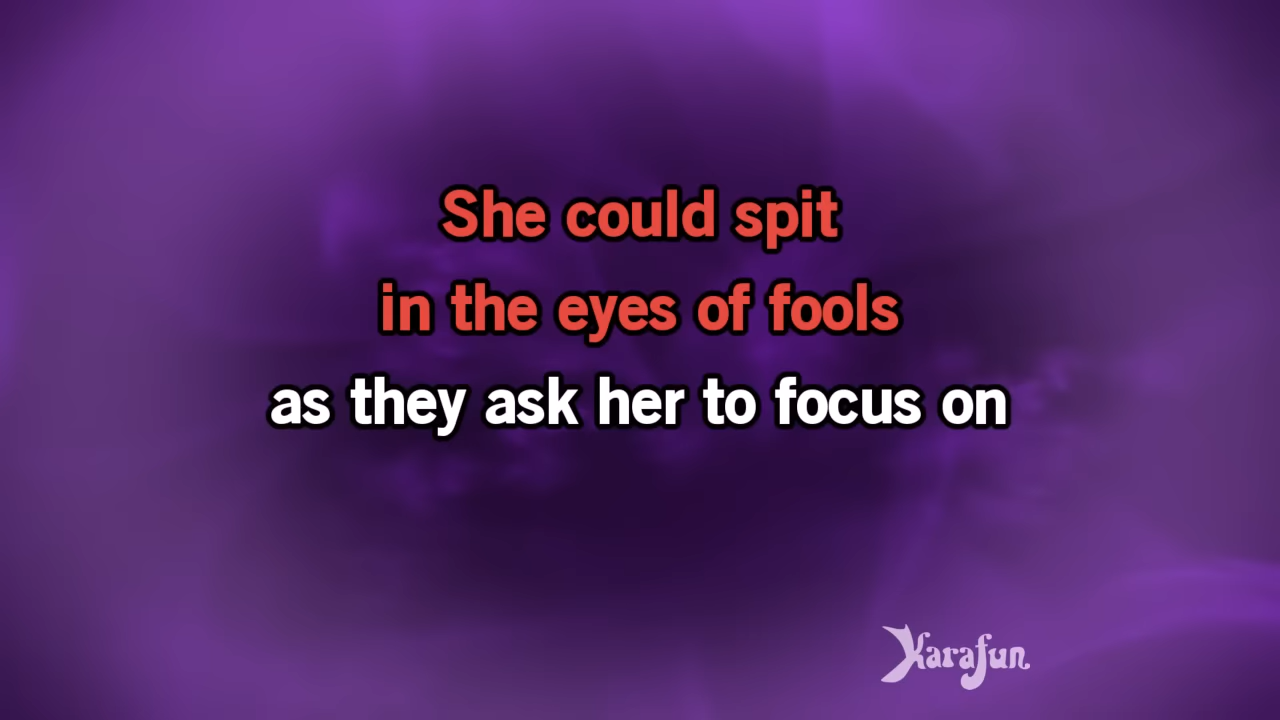 She could spit
in the eyes of fools
as they ask her to focus on
Karafun